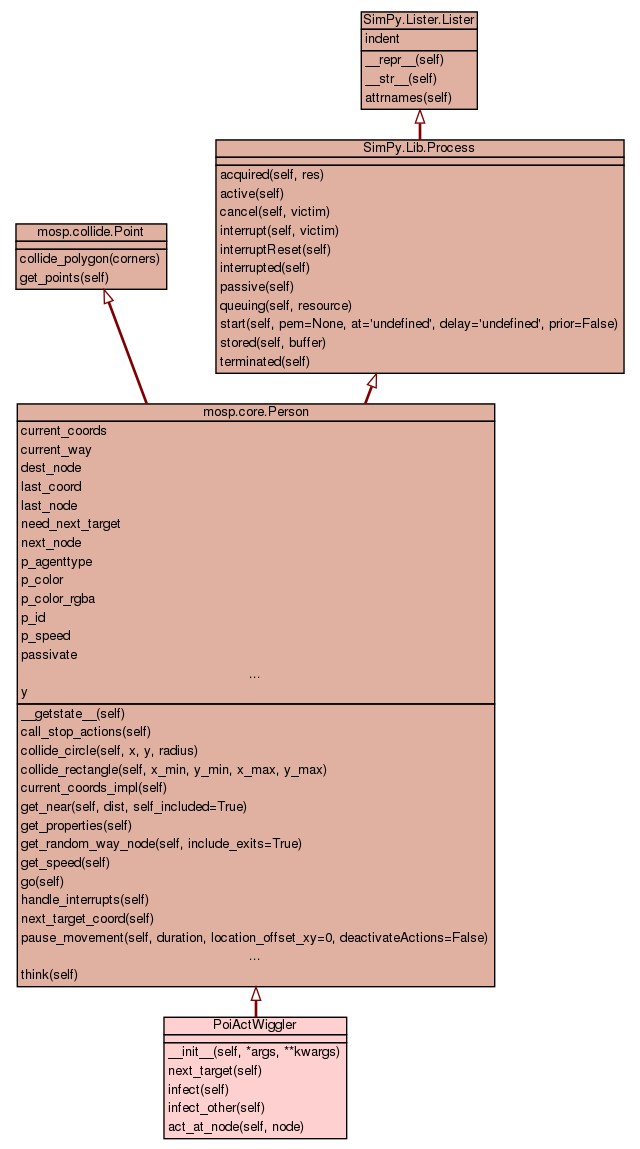 SimPy.Lister.Lister
indent
__repr__(self)
__str__(self)
attrnames(self)
SimPy.Lib.Process
acquired(self, res)
active(self)
cancel(self, victim)
interrupt(self, victim)
interruptReset(self)
interrupted(self)
passive(self)
queuing(self, resource)
start(self, pem=None, at='undefined', delay='undefined', prior=False)
stored(self, buffer)
terminated(self)
mosp.collide.Point
collide_polygon(corners)
get_points(self)
mosp.core.Person
current_coords
current_way
dest_node
last_coord
last_node
need_next_target
next_node
p_agenttype
p_color
p_color_rgba
p_id
p_speed
passivate
...
y
__getstate__(self)
call_stop_actions(self)
collide_circle(self, x, y, radius)
collide_rectangle(self, x_min, y_min, x_max, y_max)
current_coords_impl(self)
get_near(self, dist, self_included=True)
get_properties(self)
get_random_way_node(self, include_exits=True)
get_speed(self)
go(self)
handle_interrupts(self)
next_target_coord(self)
pause_movement(self, duration, location_offset_xy=0, deactivateActions=False)
...
think(self)
PoiActWiggler
__init__(self, *args, **kwargs)
next_target(self)
infect(self)
infect_other(self)
act_at_node(self, node)